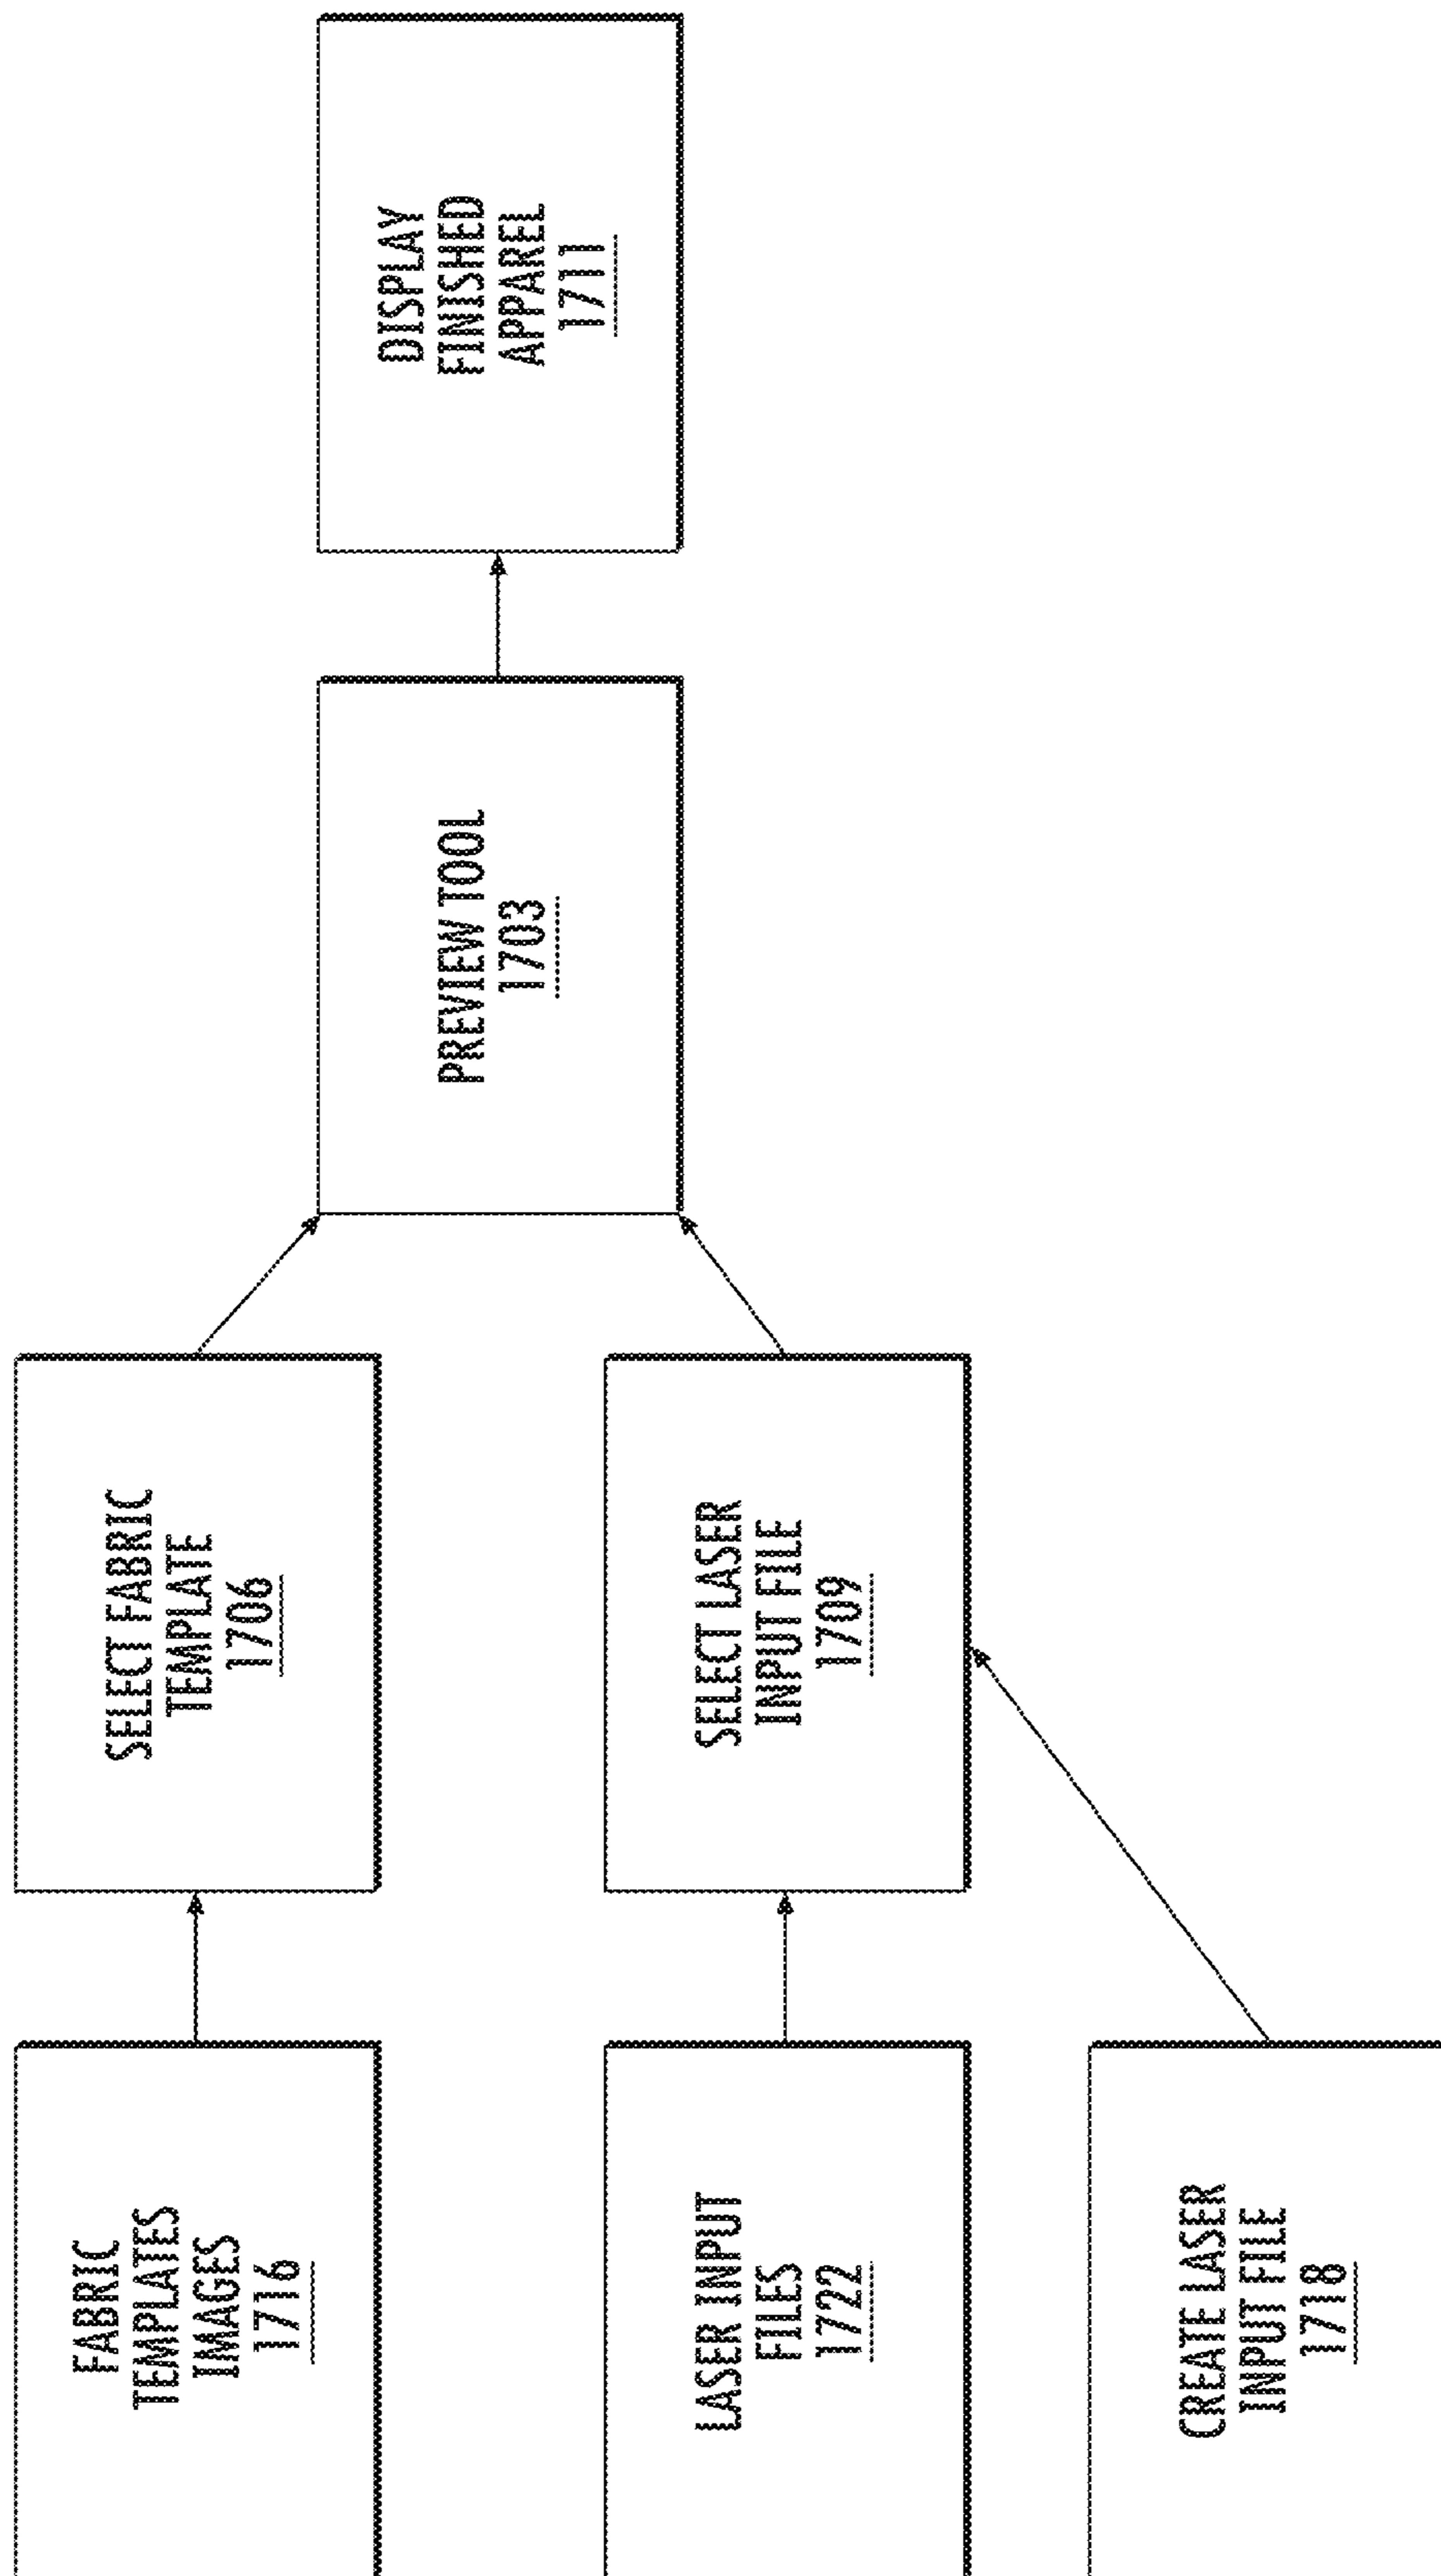 FABRIC
TEMPLATES
IMAGES
1716
SELECT FABRIC
TEMPLATE
1706
LASER INPUT
FILES
1722
SELECT LASER
INPUT FILE
1709
CREATE LASER
INPUT FILE
1718
PREVIEW TOOL
1703
DISPLAY
FINISHED
APPAREL
1711